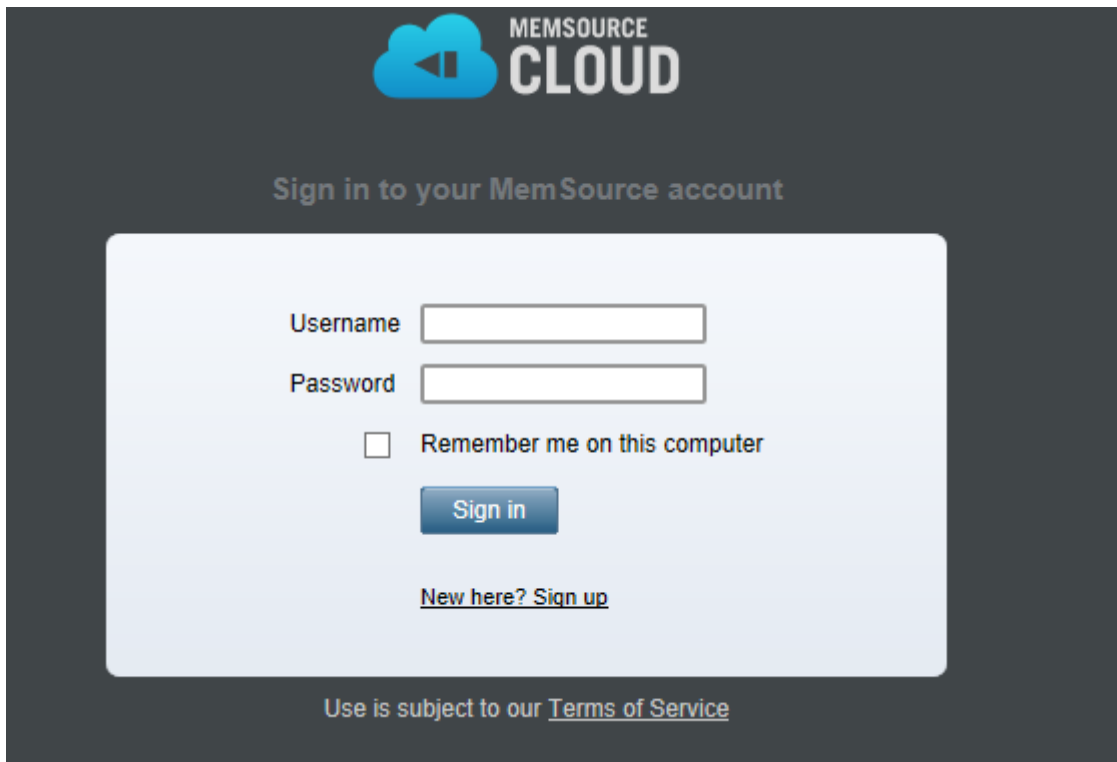 MEMSOURCE
CLOUD
Sign in to your MemSource account
Username
Password
Remember me on this computer
Sign in
New here? Sign up
Use is subject to our Terms of Service